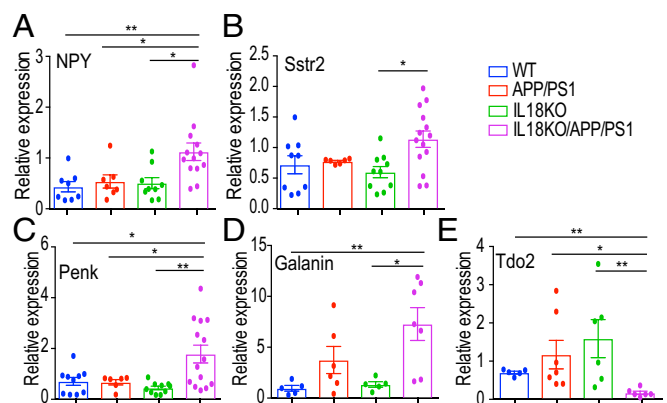 A
NPY
Relative expression
3
2
1
0
**
*
*
B
Sstr2
Relative expression
2.5
2.0
1.5
1.0
0.5
0.0
*
WT
APP/PS1
IL18KO
IL18KO/APP/PS1
C
Penk
Relative expression
6
4
2
0
*
*
**
D
Galanin
Relative expression
15
10
5
0
**
*
E
Tdo2
Relative expression
4
3
2
1
0
**
*
**